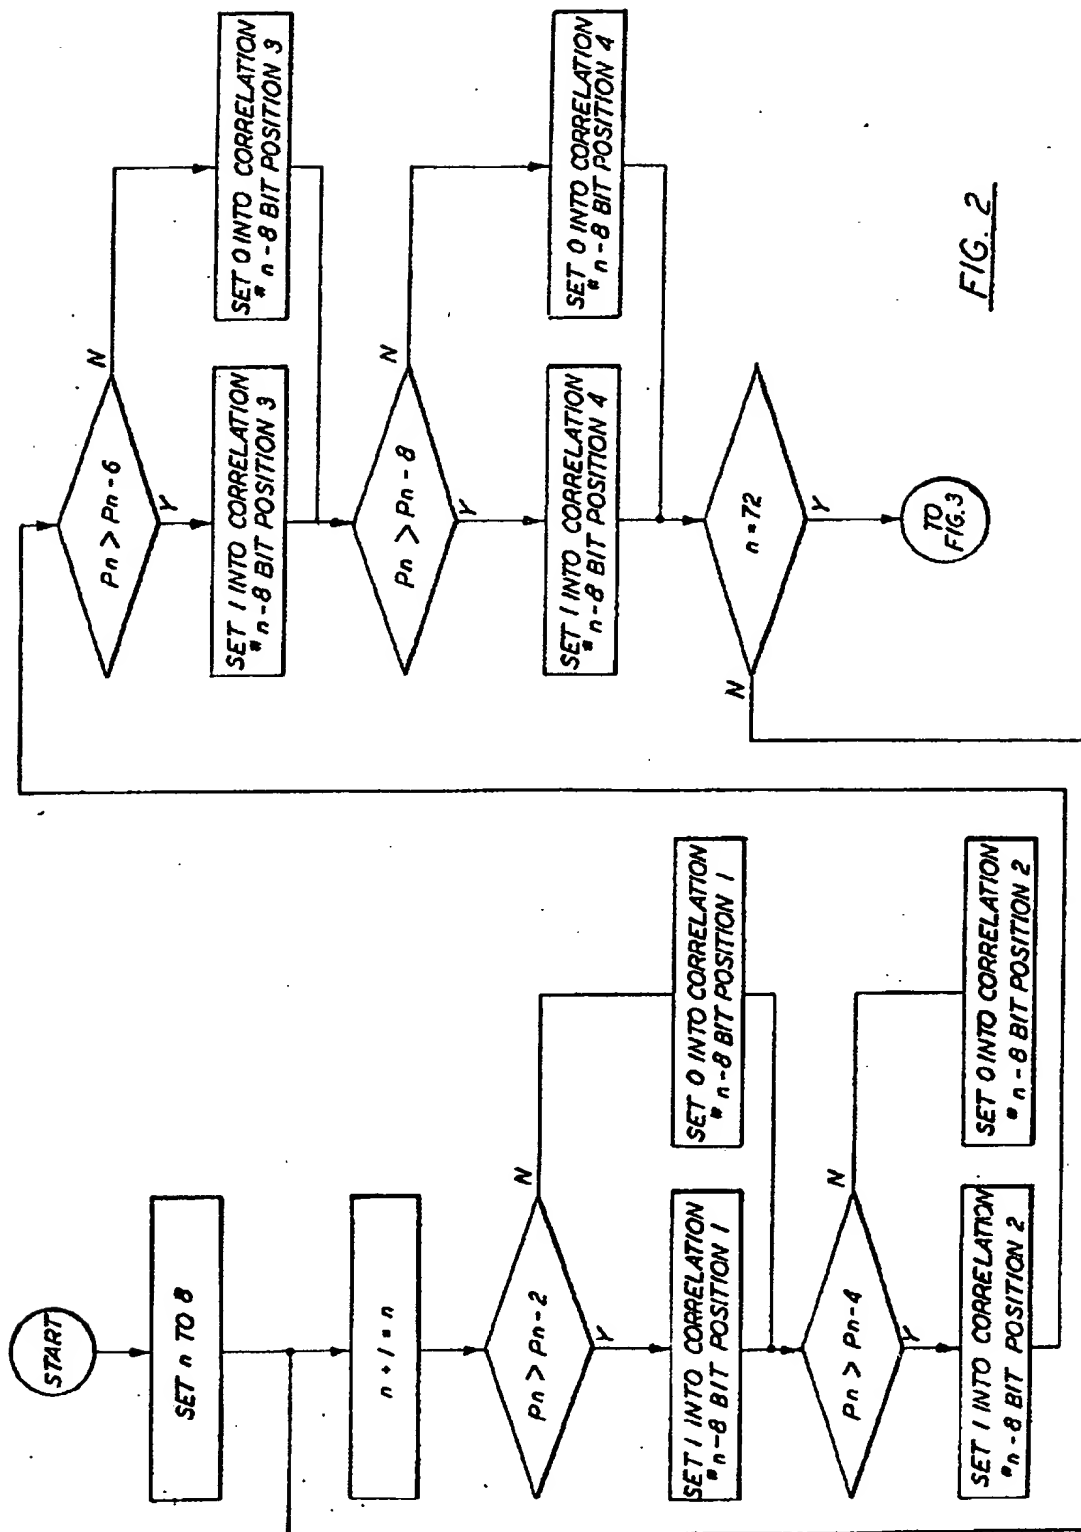 START
SET n TO 8
n + 1 = n
Pn > Pn-2
N
Y
SET 1 INTO CORRELATION
# n-8 BIT POSITION 1
SET 0 INTO CORRELATION
# n-8 BIT POSITION 1
Pn > Pn-4
N
Y
SET 1 INTO CORRELATION
# n-8 BIT POSITION 2
SET 0 INTO CORRELATION
# n-8 BIT POSITION 2
Pn > Pn-6
N
Y
SET 1 INTO CORRELATION
# n-8 BIT POSITION 3
SET 0 INTO CORRELATION
# n-8 BIT POSITION 3
Pn > Pn-8
N
Y
SET 1 INTO CORRELATION
# n-8 BIT POSITION 4
SET 0 INTO CORRELATION
# n-8 BIT POSITION 4
n=72
N
Y
TO
FIG.3
FIG. 2